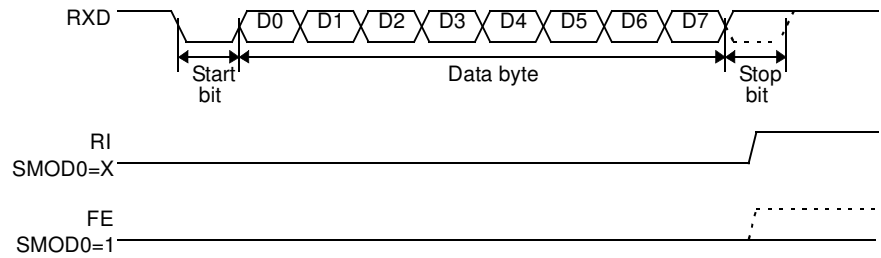 RXD D0 D1 D2 D3 D4 D5 D6 D7
Start bit
Data byte
Stop bit
RI
SMOD0=X
FE
SMOD0=1